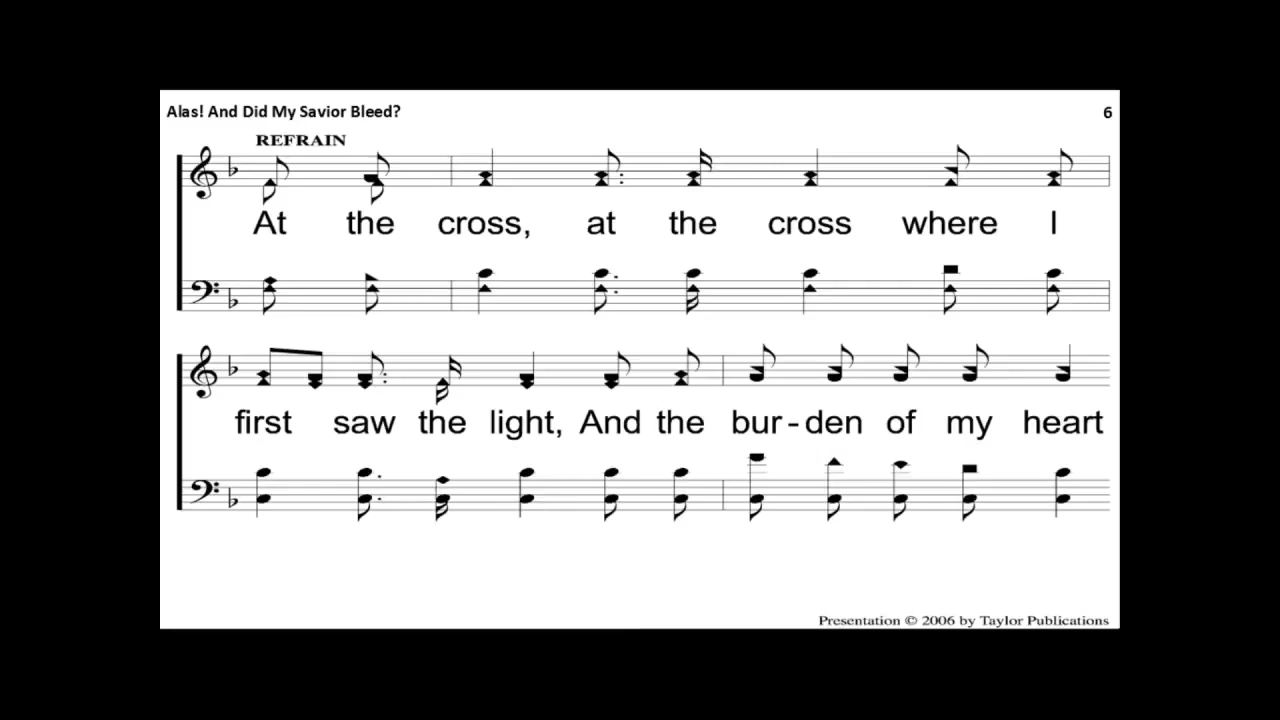 Alas! And Did My Savior Bleed? 6
REFRAIN
At the cross, at the cross where I
first saw the light, And the bur-den of my heart
Presentation © 2006 by Taylor Publications